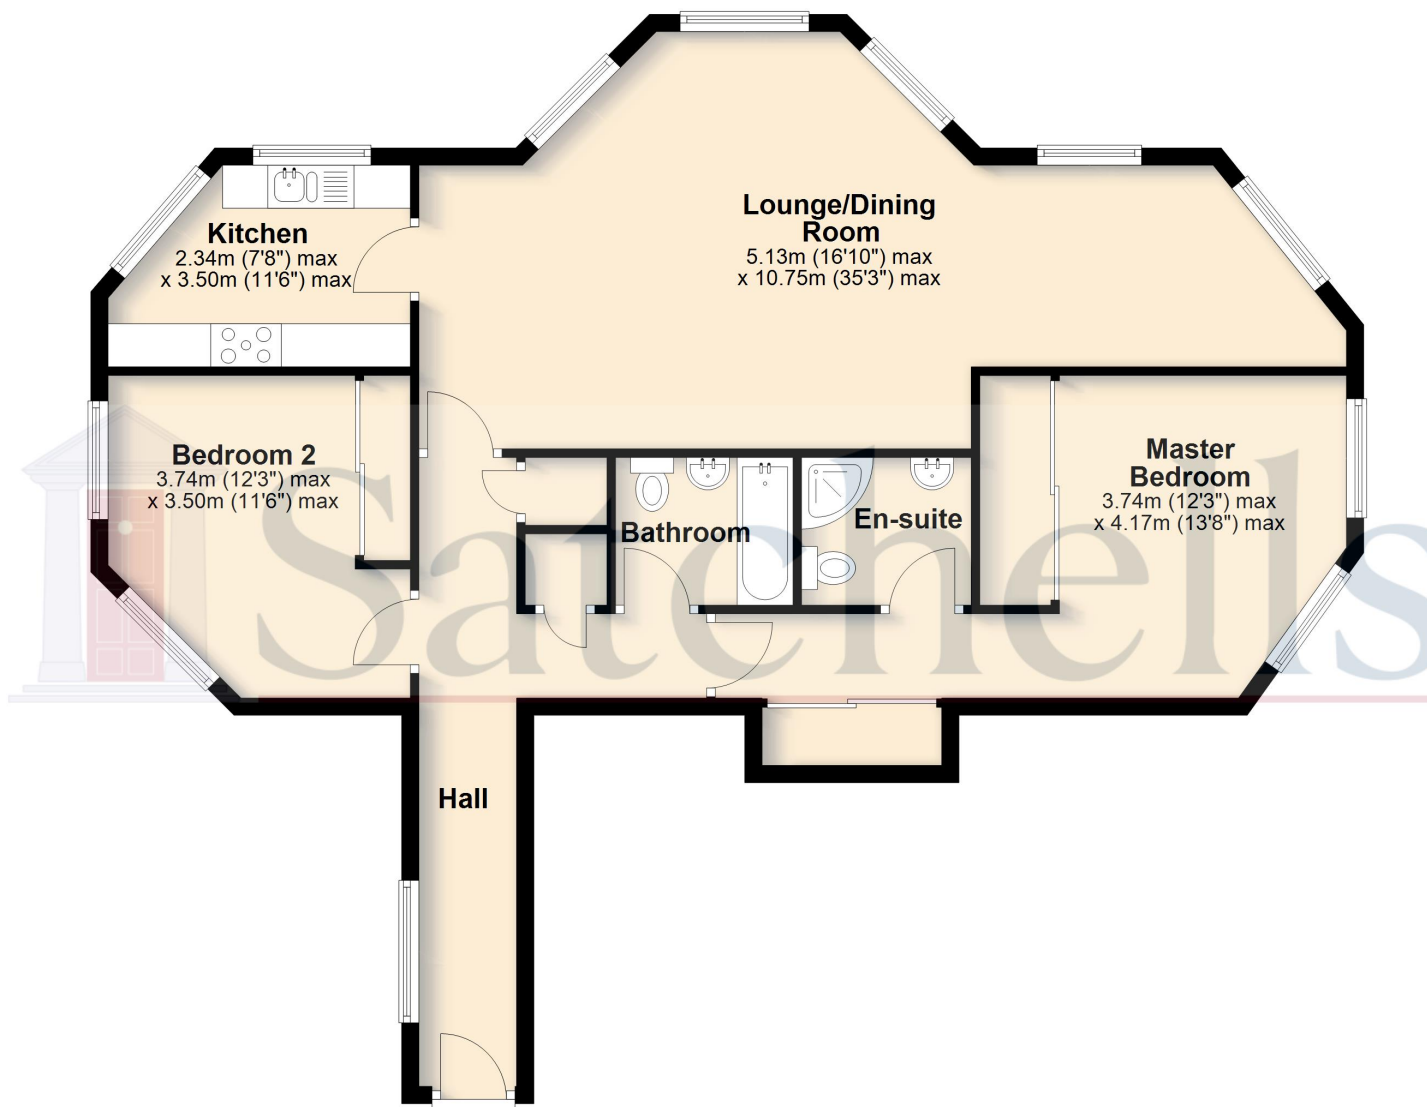 Kitchen
2.34m (7'8") max
x 3.50m (11'6") max
Lounge/Dining
Room
5.13m (16'10") max
x 10.75m (35'3") max
Bedroom 2
3.74m (12'3") max
x 3.50m (11'6") max
Bathroom
En-suite
Master
Bedroom
3.74m (12'3") max
x 4.17m (13'8") max
Satchells
Hall